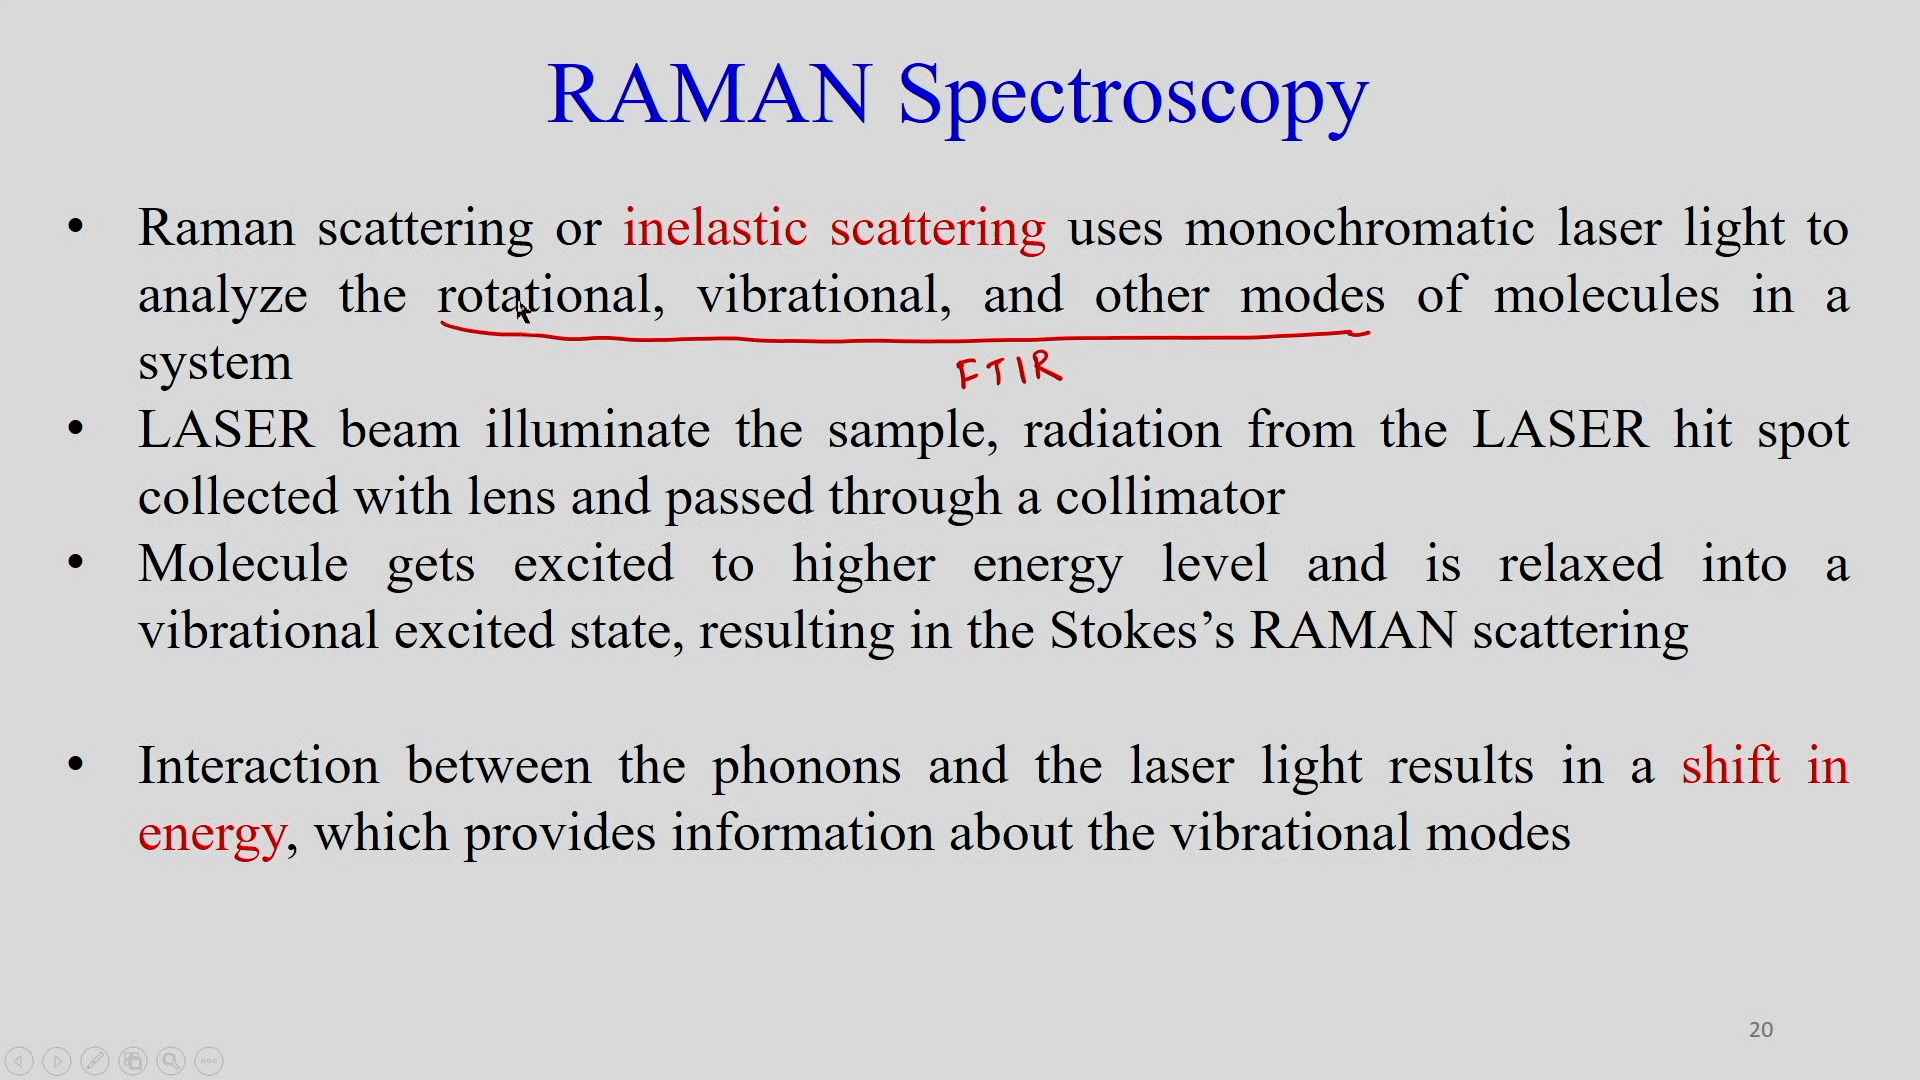 RAMAN Spectroscopy
• Raman scattering or inelastic scattering uses monochromatic laser light to
analyze the rotational, vibrational, and other modes of molecules in a
system
FTIR
• LASER beam illuminate the sample, radiation from the LASER hit spot
collected with lens and passed through a collimator
• Molecule gets excited to higher energy level and is relaxed into a
vibrational excited state, resulting in the Stokes’s RAMAN scattering
• Interaction between the phonons and the laser light results in a shift in
energy, which provides information about the vibrational modes
20